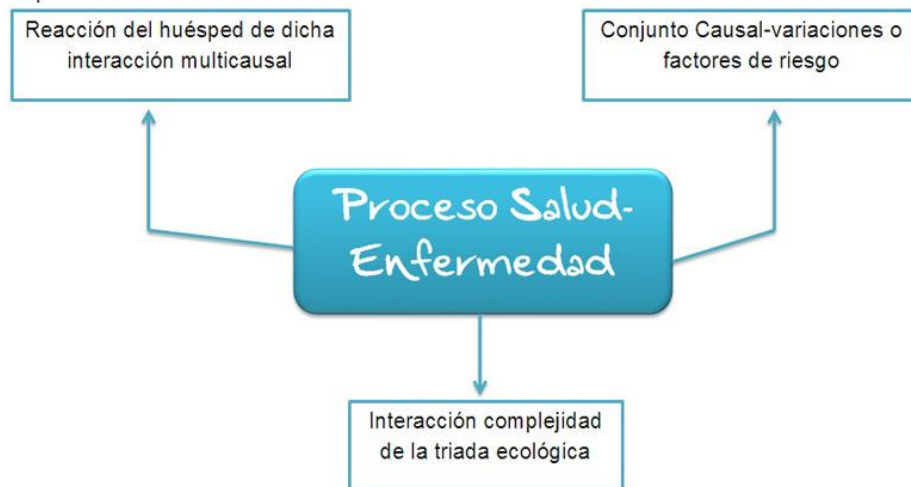 Reacción del huésped de dicha
interacción multicausal
Conjunto Causal-variaciones o
factores de riesgo
Proceso Salud-
Enfermedad
Interacción complejidad
de la triada ecológica